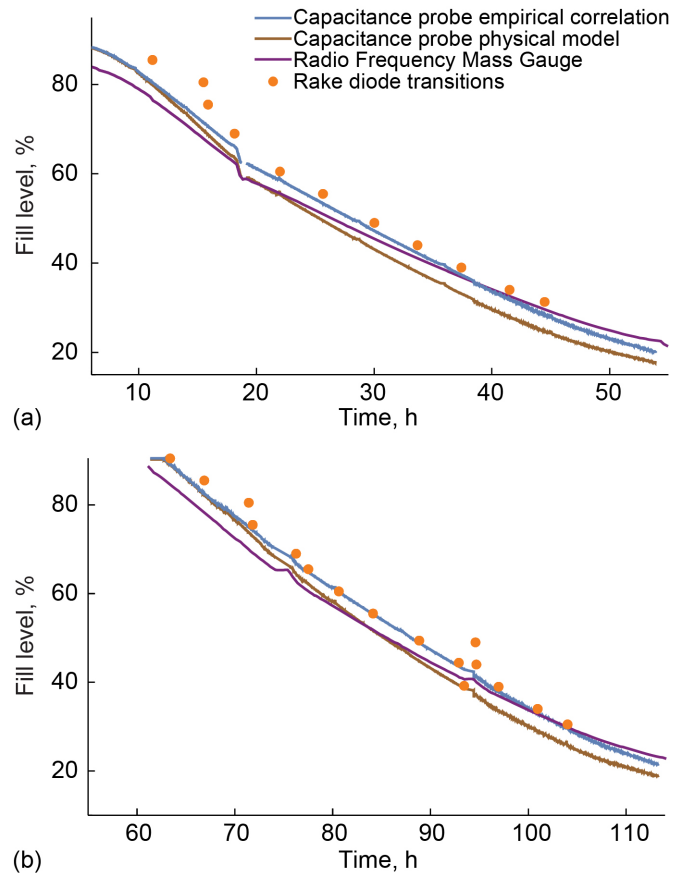 Capacitance probe empirical correlation
Capacitance probe physical model
Radio Frequency Mass Gauge
Rake diode transitions
80
60
40
20
Fill level, %
10
20
30
40
50
Time, h
(a)
80
60
40
20
Fill level, %
60
70
80
90
100
110
Time, h
(b)